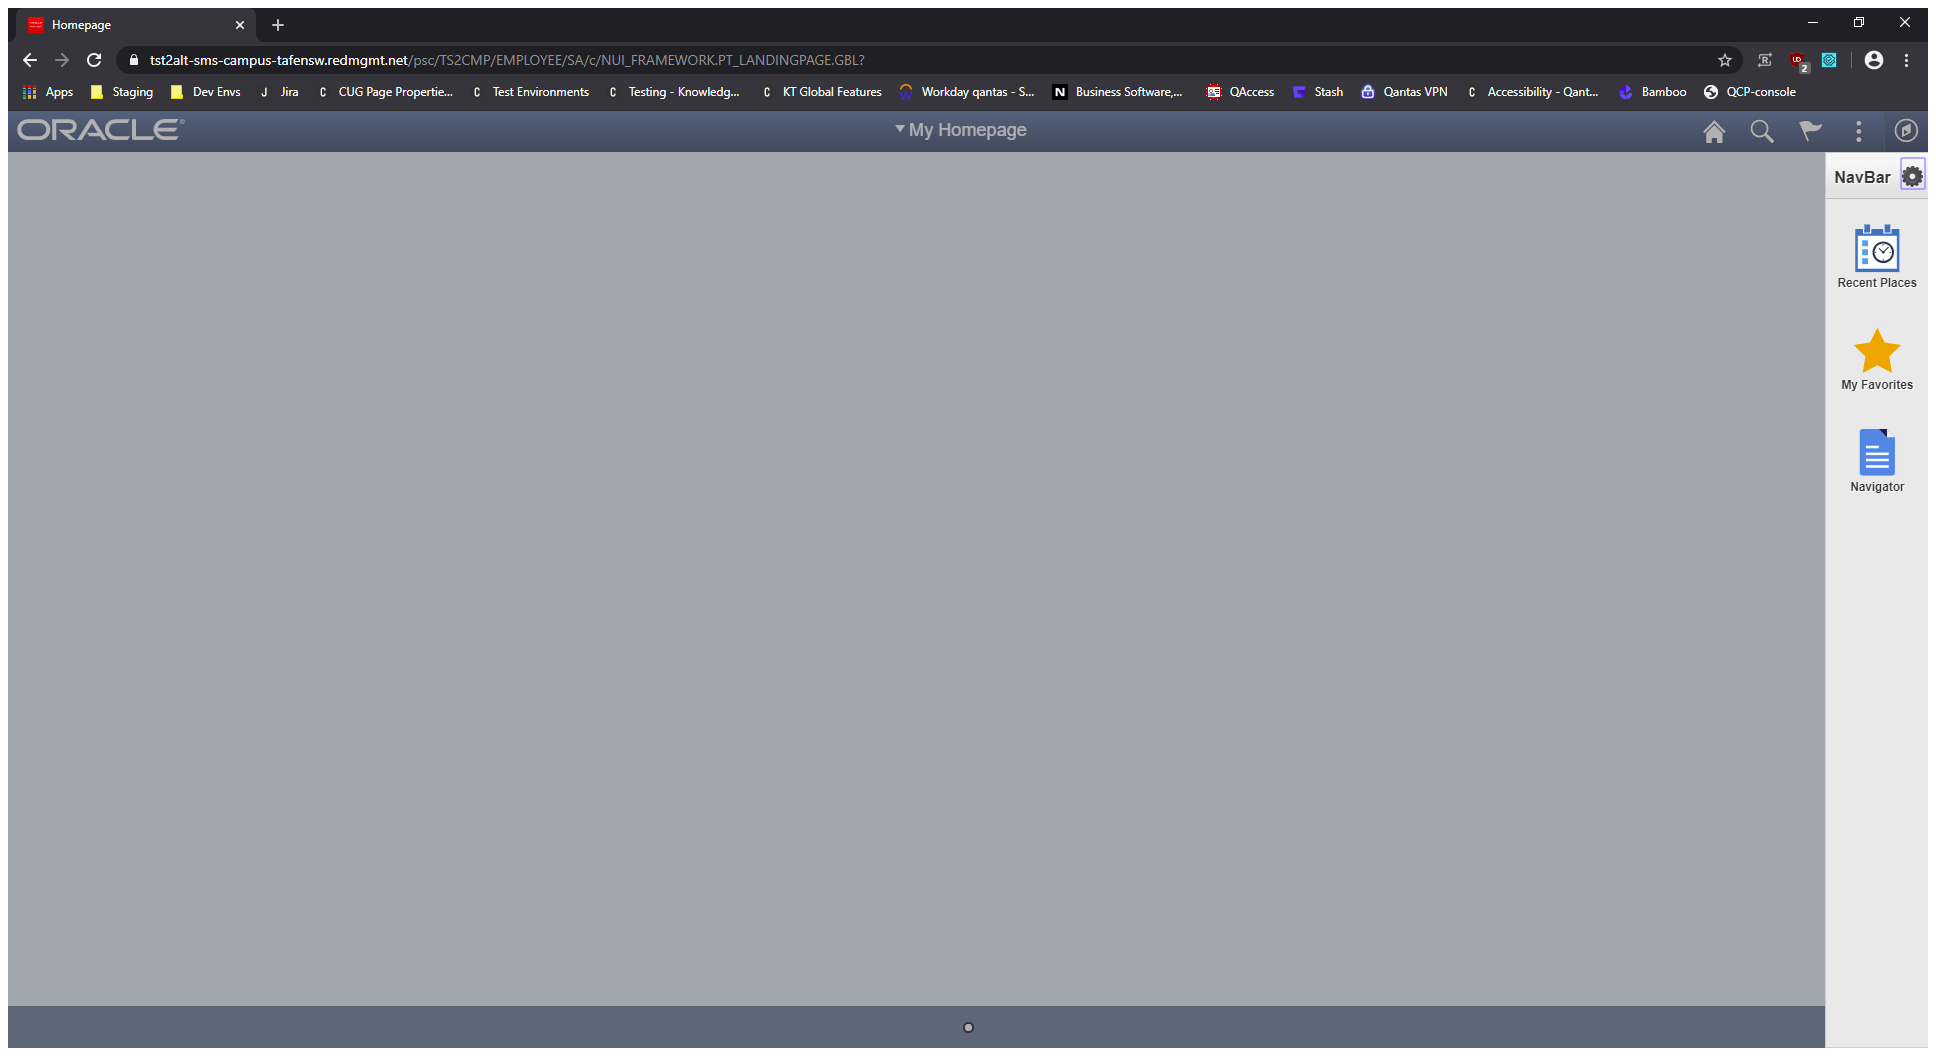 Homepage
tst2alt-sms-campus-tafensw.redmgmt.net/psc/TS2CMP/EMPLOYEE/SA/c/NUI_FRAMEWORK.PT_LANDINGPAGE.GBL?
2
Apps Staging Dev Envs J Jira C CUG Page Propertie... C Test Environments C Testing - Knowledg... C KT Global Features Workday qantas - S... N Business Software,... QAccess Stash Qantas VPN C Accessibility - Qant... Bamboo QCP-console
ORACLE
My Homepage
NavBar
Recent Places
My Favorites
Navigator